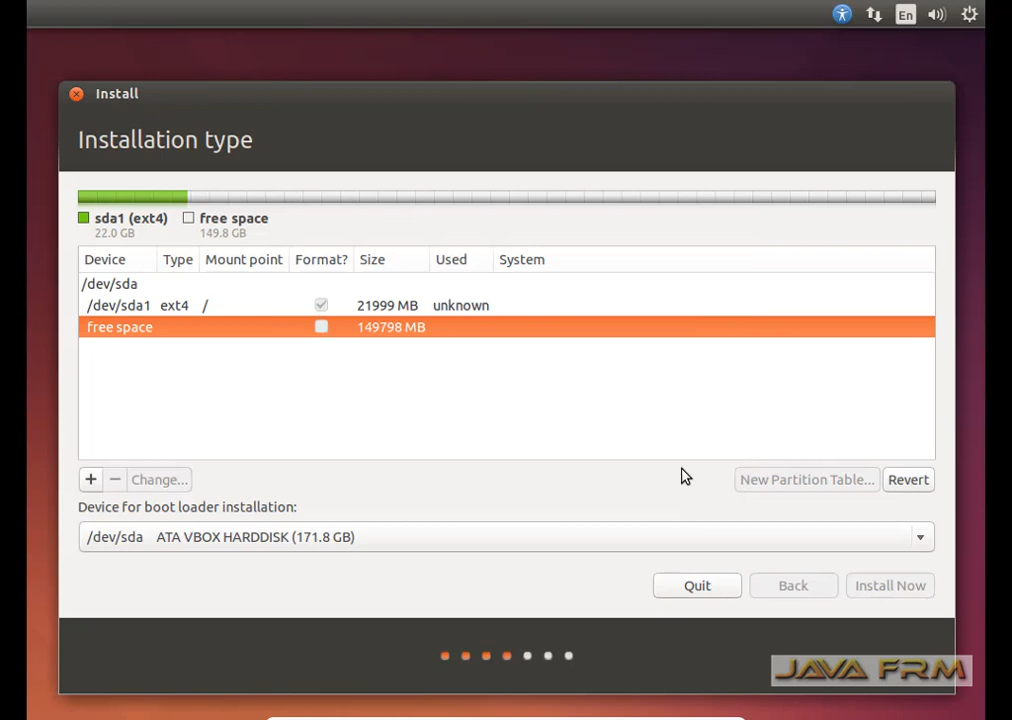 En
Install
Installation type
sda1 (ext4) free space
22.0 GB 149.8 GB
Device Type Mount point Format? Size Used System
/dev/sda
/dev/sda1 ext4 / 21999 MB unknown
free space 149798 MB
+ − Change... New Partition Table... Revert
Device for boot loader installation:
/dev/sda ATA VBOX HARDDISK (171.8 GB)
Quit Back Install Now
JAVA FRM